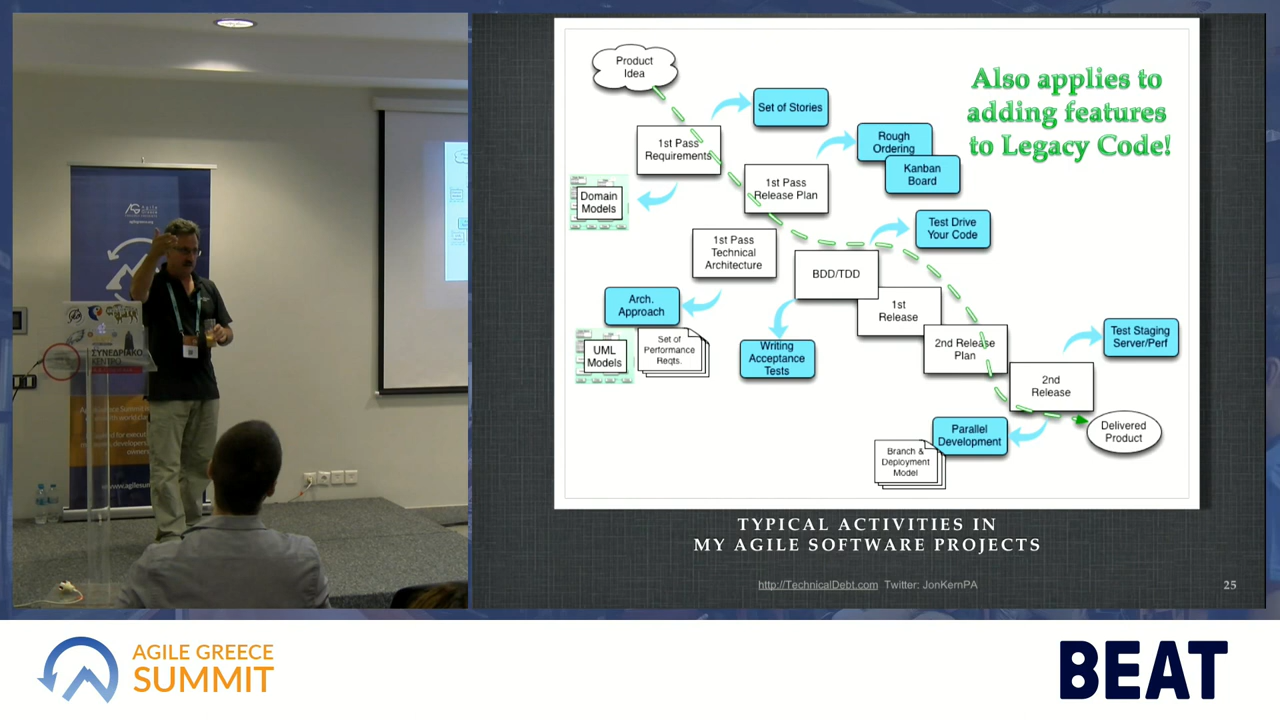 Product
Idea
Set of Stories
1st Pass
Requirements
Rough
Ordering
Kanban
Board
Also applies to
adding features
to Legacy Code!
Domain
Models
1st Pass
Release Plan
1st Pass
Technical
Architecture
Test Drive
Your Code
BDD/TDD
Arch.
Approach
1st
Release
UML
Models
Set of
Performance
Reqts.
Writing
Acceptance
Tests
2nd Release
Plan
Test Staging
Server/Perf
2nd
Release
Parallel
Development
Delivered
Product
Branch &
Deployment
Model
TYPICAL ACTIVITIES IN
MY AGILE SOFTWARE PROJECTS
http://TechnicalDebt.com Twitter: JonKernPA
25
ΣΥΝΕΔΡΙΑΚΟ
ΚΕΝΤΡΟ
AGILE GREECE
SUMMIT
BEAT